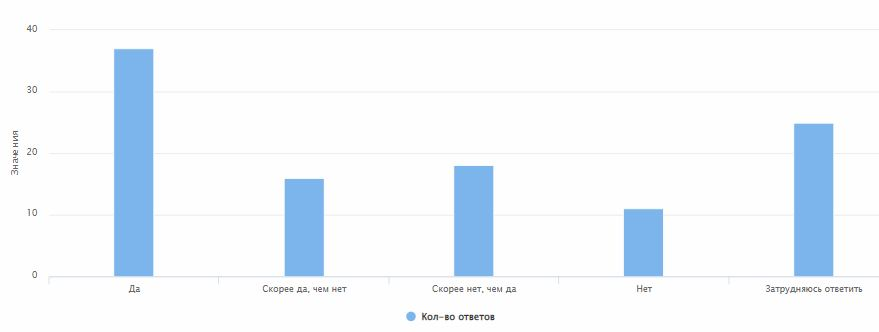 40
30
20
10
0
Значения
Да
Скорее да, чем нет
Скорее нет, чем да
Нет
Затрудняюсь ответить
Кол-во ответов